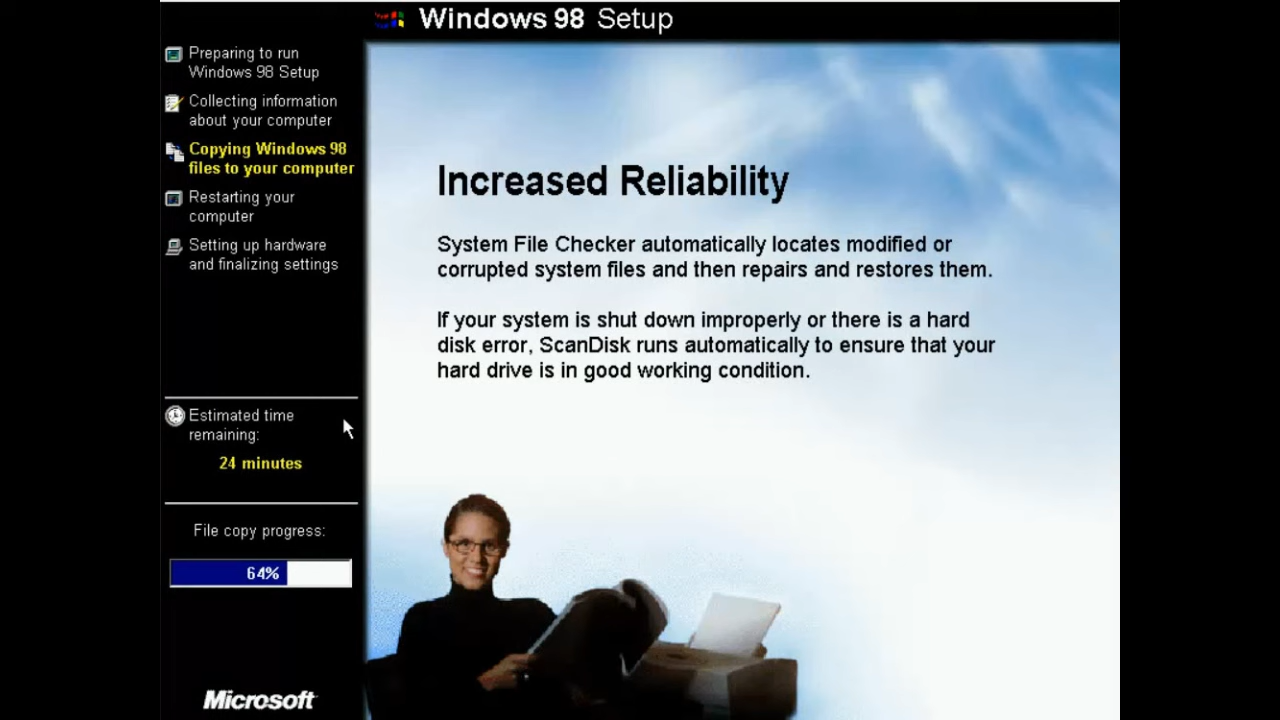 Windows 98 Setup
Preparing to run
Windows 98 Setup
Collecting information
about your computer
Copying Windows 98
files to your computer
Restarting your
computer
Setting up hardware
and finalizing settings
Estimated time
remaining:
24 minutes
File copy progress:
64%
Microsoft
Increased Reliability
System File Checker automatically locates modified or
corrupted system files and then repairs and restores them.
If your system is shut down improperly or there is a hard
disk error, ScanDisk runs automatically to ensure that your
hard drive is in good working condition.